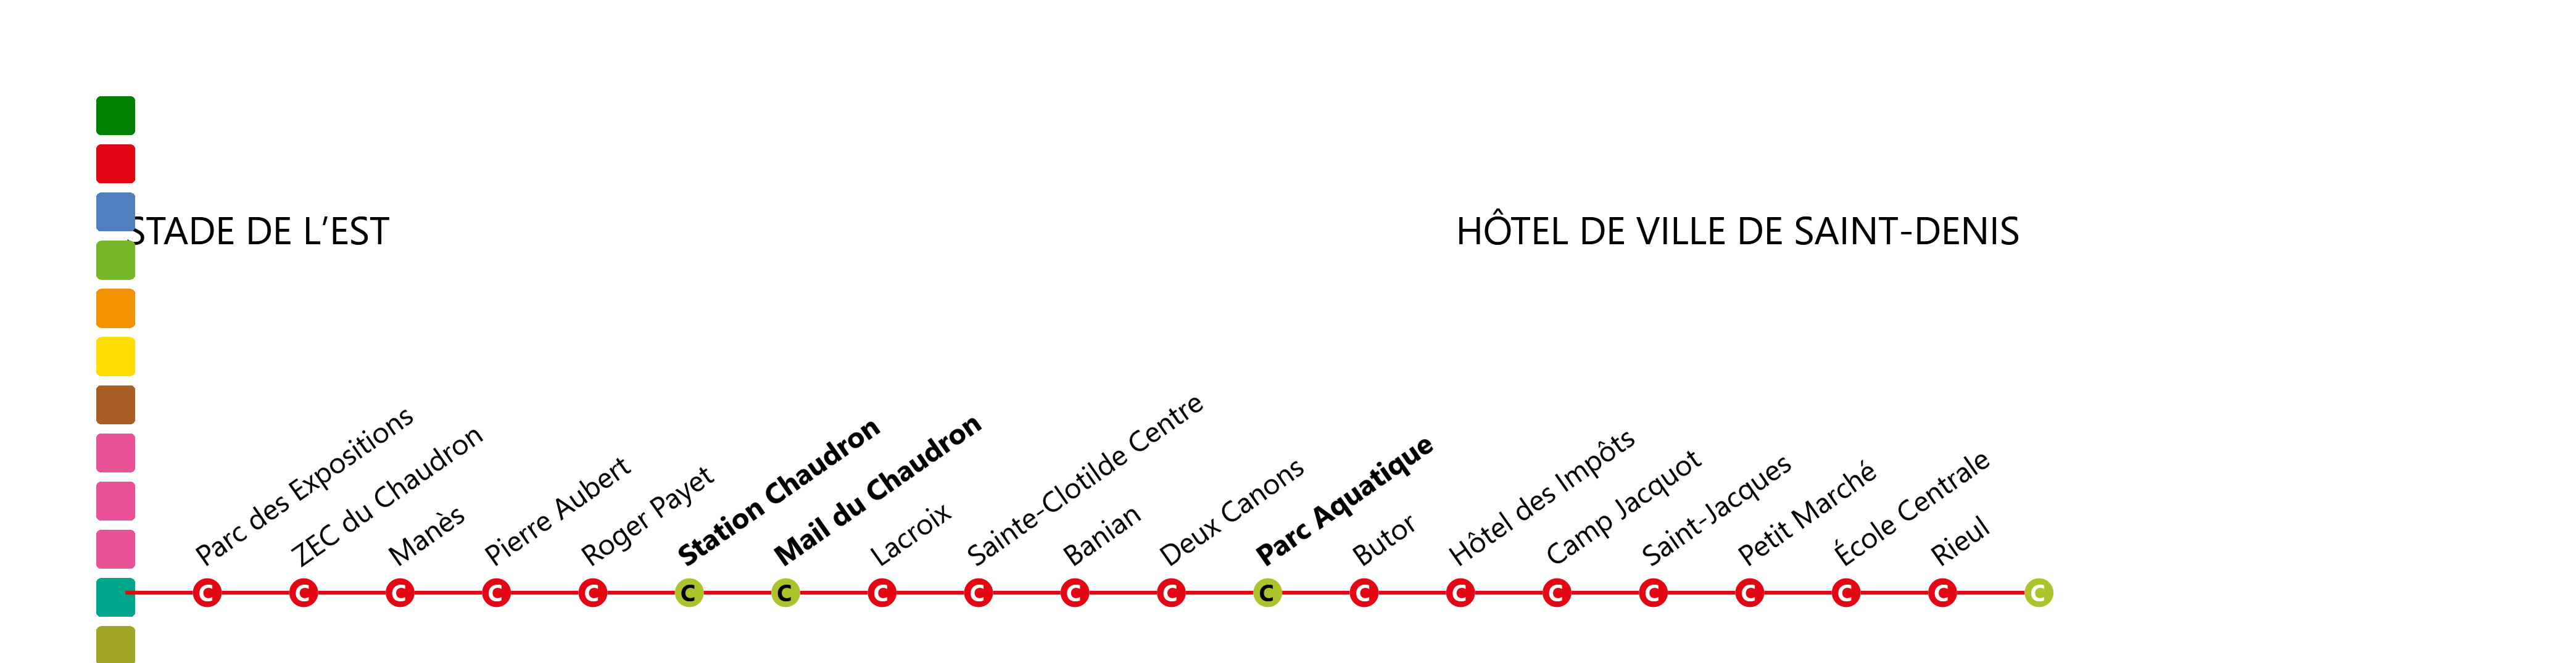 STADE DE L’EST
HÔTEL DE VILLE DE SAINT-DENIS
Parc des Expositions
ZEC du Chaudron
Manès
Pierre Aubert
Roger Payet
Station Chaudron
Mail du Chaudron
Lacroix
Sainte-Clotilde Centre
Banian
Deux Canons
Parc Aquatique
Butor
Hôtel des Impôts
Camp Jacquot
Saint-Jacques
Petit Marché
École Centrale
Rieul
C C C C C C C C C C C C C C C C C C C C